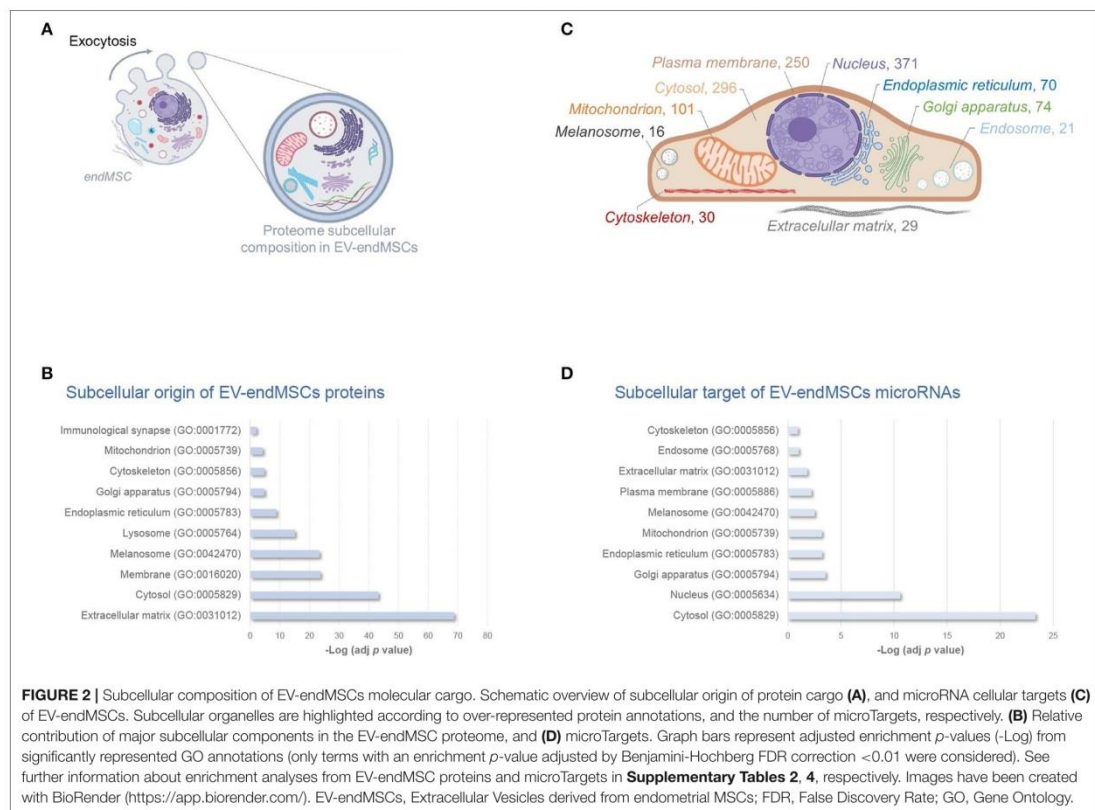 A
Exocytosis
endMSC
Proteome subcellular
composition in EV-endMSCs
C
Plasma membrane, 250
Nucleus, 371
Cytosol, 296
Endoplasmic reticulum, 70
Mitochondrion, 101
Golgi apparatus, 74
Melanosome, 16
Endosome, 21
Cytoskeleton, 30
Extracelullar matrix, 29
B
Subcellular origin of EV-endMSCs proteins
Immunological synapse (GO:0001772)
Mitochondrion (GO:0005739)
Cytoskeleton (GO:0005856)
Golgi apparatus (GO:0005794)
Endoplasmic reticulum (GO:0005783)
Lysosome (GO:0005764)
Melanosome (GO:0042470)
Membrane (GO:0016020)
Cytosol (GO:0005829)
Extracellular matrix (GO:0031012)
0 10 20 30 40 50 60 70 80
-Log (adj p value)
D
Subcellular target of EV-endMSCs microRNAs
Cytoskeleton (GO:0005856)
Endosome (GO:0005768)
Extracellular matrix (GO:0031012)
Plasma membrane (GO:0005886)
Melanosome (GO:0042470)
Mitochondrion (GO:0005739)
Endoplasmic reticulum (GO:0005783)
Golgi apparatus (GO:0005794)
Nucleus (GO:0005634)
Cytosol (GO:0005829)
0 5 10 15 20 25
-Log (adj p value)
FIGURE 2 | Subcellular composition of EV-endMSCs molecular cargo. Schematic overview of subcellular origin of protein cargo (A), and microRNA cellular targets (C)
of EV-endMSCs. Subcellular organelles are highlighted according to over-represented protein annotations, and the number of microTargets, respectively. (B) Relative
contribution of major subcellular components in the EV-endMSC proteome, and (D) microTargets. Graph bars represent adjusted enrichment p-values (-Log) from
significantly represented GO annotations (only terms with an enrichment p-value adjusted by Benjamini-Hochberg FDR correction <0.01 were considered). See
further information about enrichment analyses from EV-endMSC proteins and microTargets in Supplementary Tables 2, 4, respectively. Images have been created
with BioRender (https://app.biorender.com/). EV-endMSCs, Extracellular Vesicles derived from endometrial MSCs; FDR, False Discovery Rate; GO, Gene Ontology.